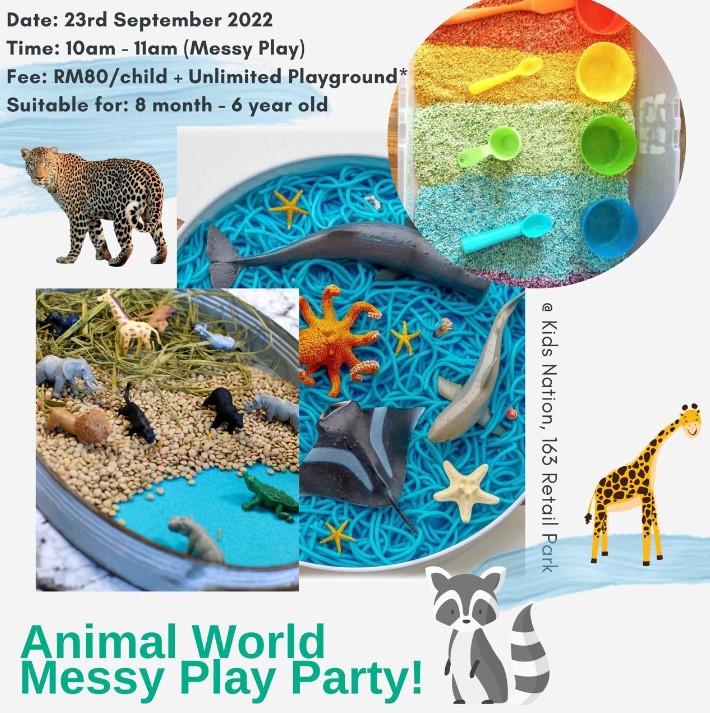 Date: 23rd September 2022
Time: 10am - 11am (Messy Play)
Fee: RM80/child + Unlimited Playground*
Suitable for: 8 month - 6 year old
@ Kids Nation, 163 Retail Park
Animal World
Messy Play Party!